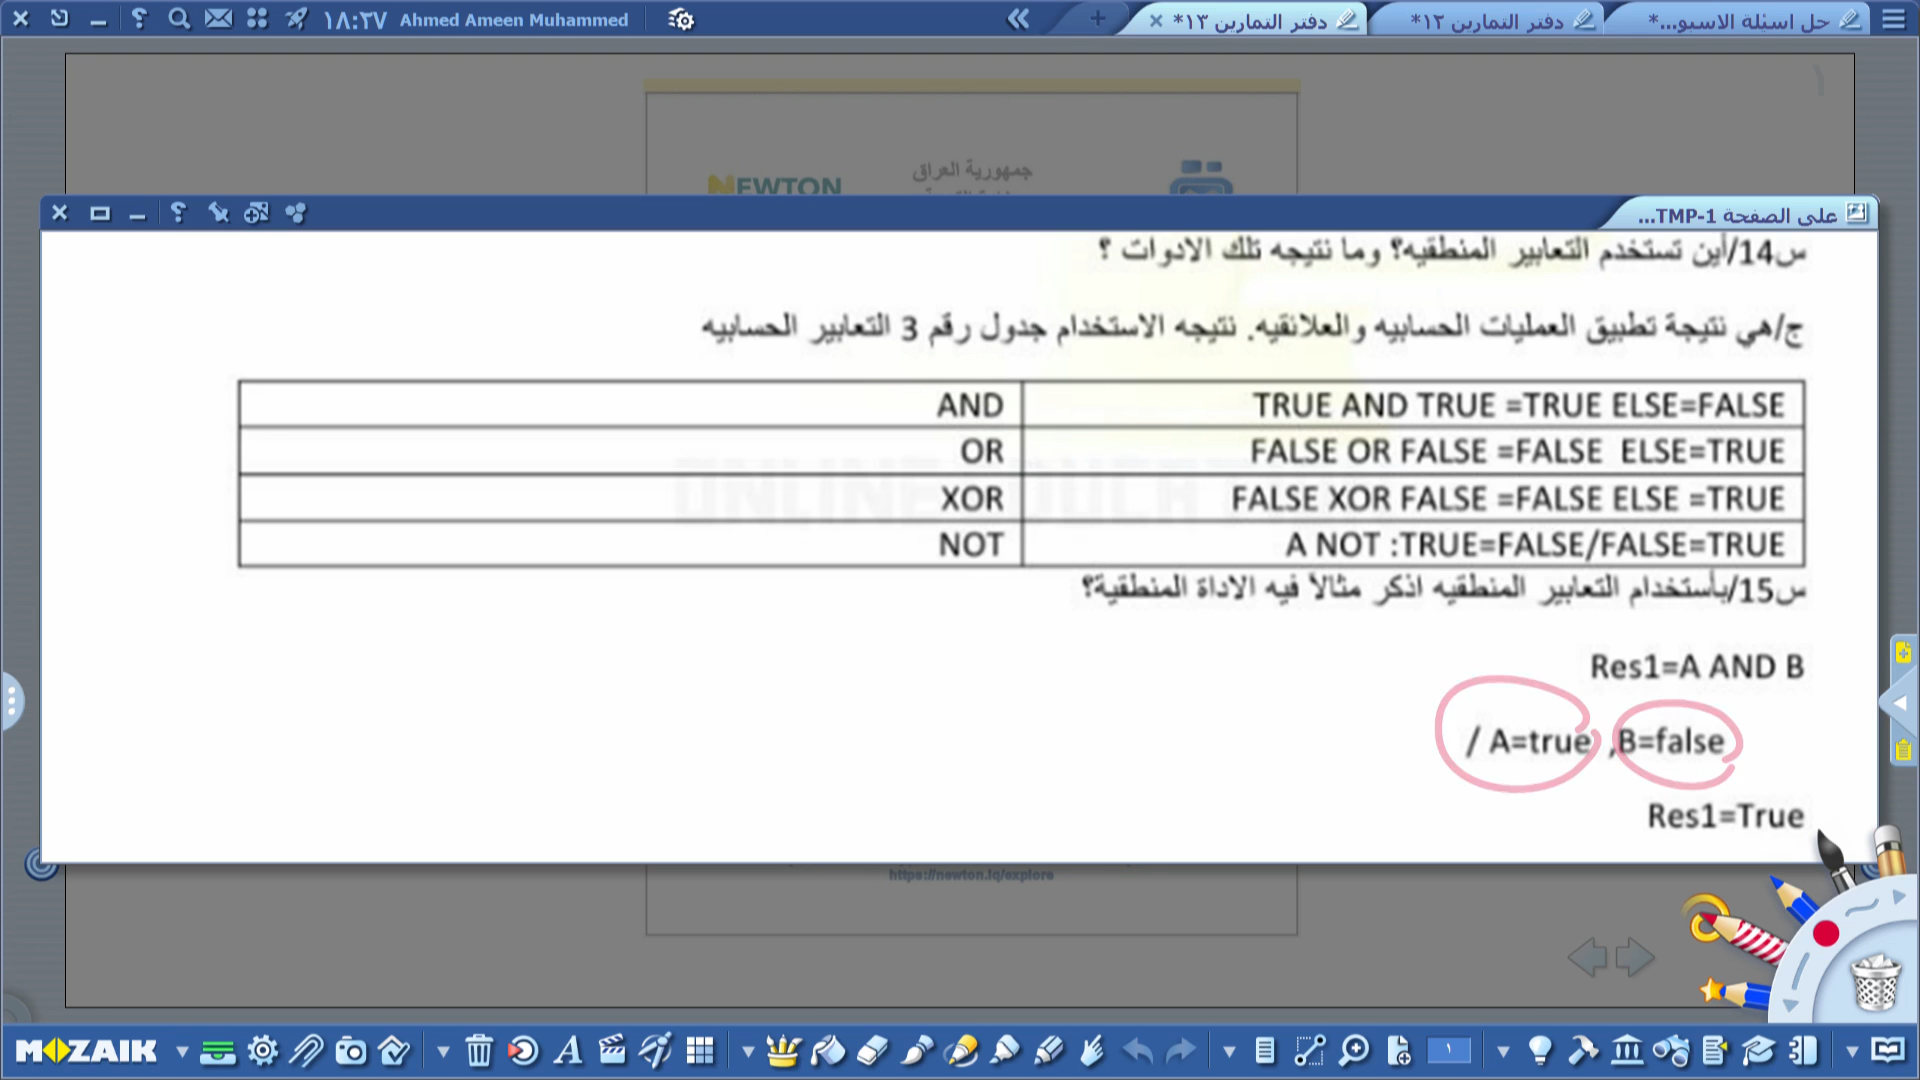 ١٨:٣٧ Ahmed Ameen Muhammed
دفتر التمارين ١٣*
دفتر التمارين ١٢*
حل اسئلة الاسبو...*
جمهورية العراق
NEWTON
على الصفحة TMP-1...
س14/أين تستخدم التعابير المنطقيه؟ وما نتيجه تلك الادوات ؟
ج/هي نتيجة تطبيق العمليات الحسابيه والعلائقيه. نتيجه الاستخدام جدول رقم 3 التعابير الحسابيه
TRUE AND TRUE =TRUE ELSE=FALSE AND
FALSE OR FALSE =FALSE ELSE=TRUE OR
FALSE XOR FALSE =FALSE ELSE =TRUE XOR
A NOT :TRUE=FALSE/FALSE=TRUE NOT
س15/بأستخدام التعابير المنطقيه اذكر مثالاً فيه الاداة المنطقية؟
Res1=A AND B
/ A=true ,B=false
Res1=True
https://newton.iq/explore
MOZAIK
١